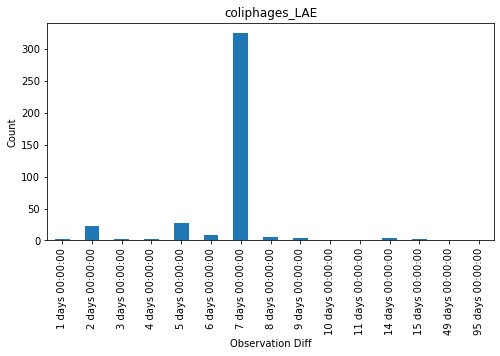 coliphages_LAE
300
250
200
150
100
50
0
Count
1 days 00:00:00
2 days 00:00:00
3 days 00:00:00
4 days 00:00:00
5 days 00:00:00
6 days 00:00:00
7 days 00:00:00
8 days 00:00:00
9 days 00:00:00
10 days 00:00:00
11 days 00:00:00
14 days 00:00:00
15 days 00:00:00
49 days 00:00:00
95 days 00:00:00
Observation Diff